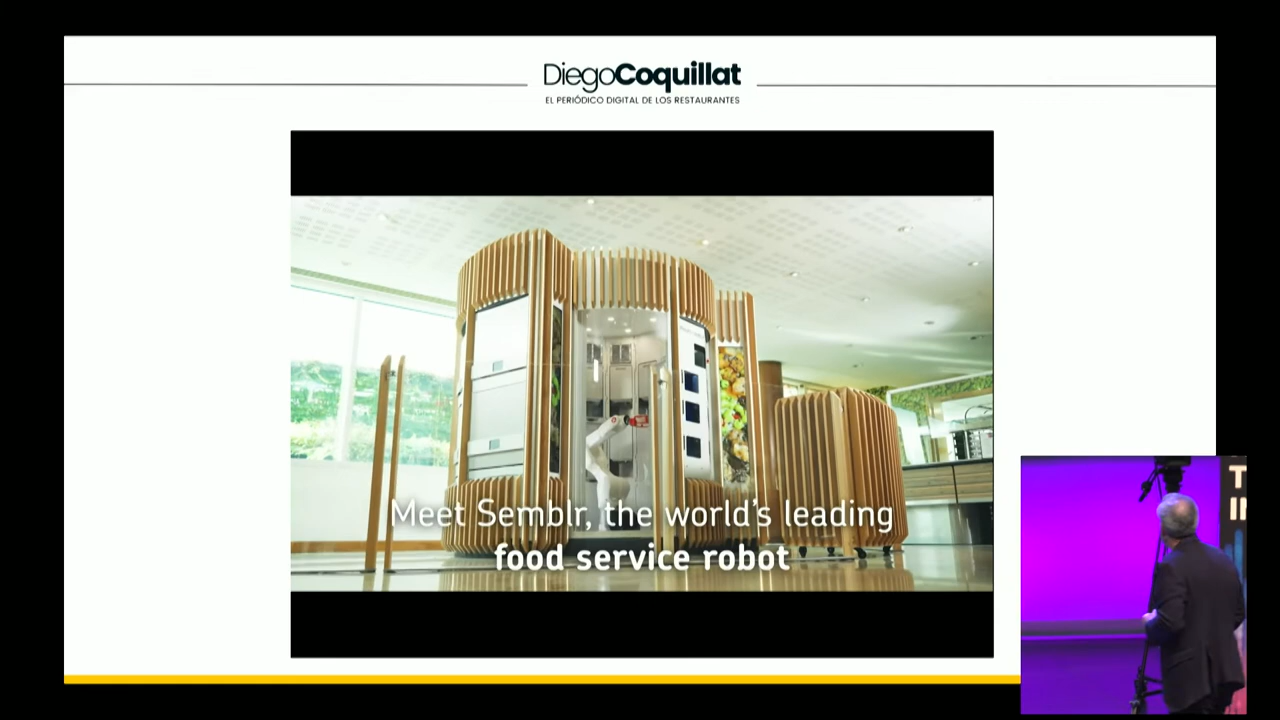 DiegoCoquillat
EL PERIÓDICO DIGITAL DE LOS RESTAURANTES
Meet Semblr, the world's leading
food service robot